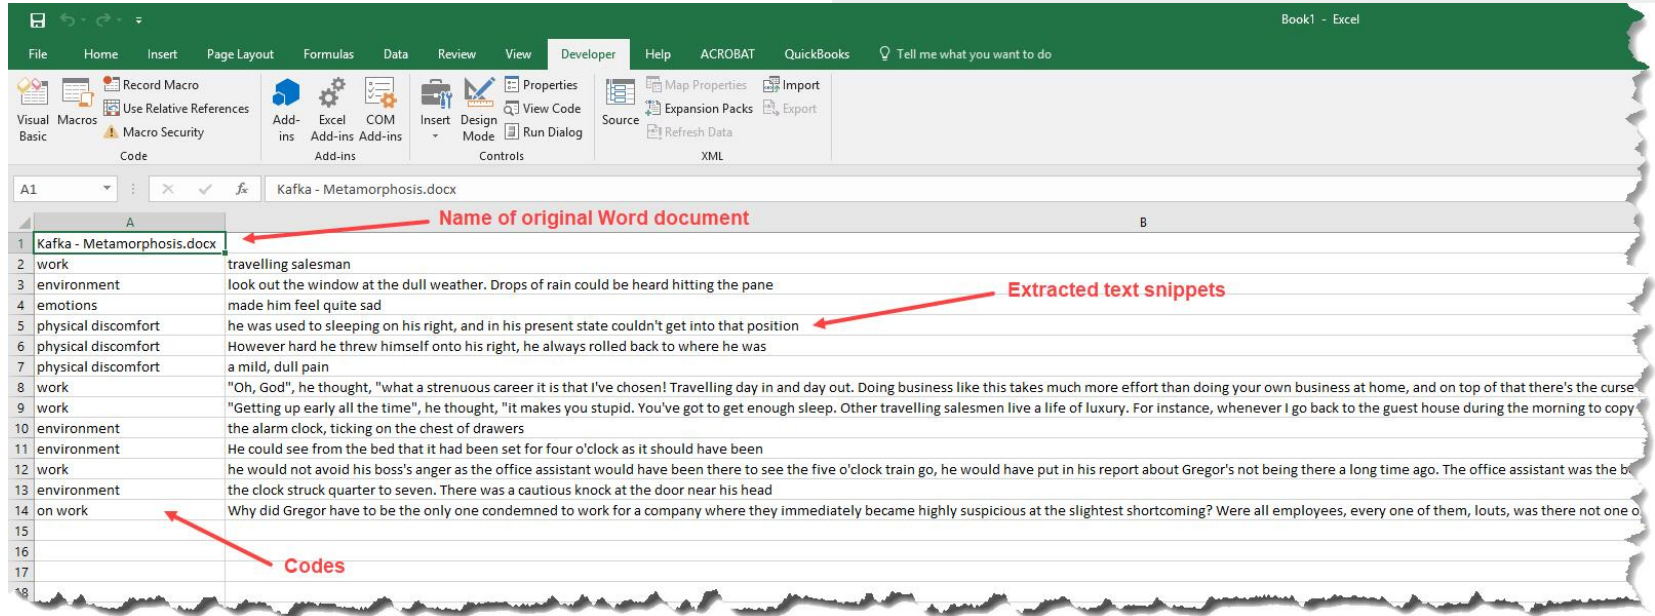 Book1 - Excel
File Home Insert Page Layout Formulas Data Review View Developer Help ACROBAT QuickBooks Tell me what you want to do
Record Macro Properties Map Properties Import
Use Relative References View Code Expansion Packs Export
Visual Basic Macros Macro Security Add-ins Excel Add-ins COM Add-ins Insert Design Mode Run Dialog Source Refresh Data
Code Add-ins Controls XML
A1 fx Kafka - Metamorphosis.docx
Name of original Word document
A B
1 Kafka - Metamorphosis.docx
2 work travelling salesman
3 environment look out the window at the dull weather. Drops of rain could be heard hitting the pane
Extracted text snippets
4 emotions made him feel quite sad
5 physical discomfort he was used to sleeping on his right, and in his present state couldn't get into that position
6 physical discomfort However hard he threw himself onto his right, he always rolled back to where he was
7 physical discomfort a mild, dull pain
8 work "Oh, God", he thought, "what a strenuous career it is that I've chosen! Travelling day in and day out. Doing business like this takes much more effort than doing your own business at home, and on top of that there's the curse
9 work "Getting up early all the time", he thought, "it makes you stupid. You've got to get enough sleep. Other travelling salesmen live a life of luxury. For instance, whenever I go back to the guest house during the morning to copy
10 environment the alarm clock, ticking on the chest of drawers
11 environment He could see from the bed that it had been set for four o'clock as it should have been
12 work he would not avoid his boss's anger as the office assistant would have been there to see the five o'clock train go, he would have put in his report about Gregor's not being there a long time ago. The office assistant was the b
13 environment the clock struck quarter to seven. There was a cautious knock at the door near his head
14 on work Why did Gregor have to be the only one condemned to work for a company where they immediately became highly suspicious at the slightest shortcoming? Were all employees, every one of them, louts, was there not one o
15
16
Codes
17
18